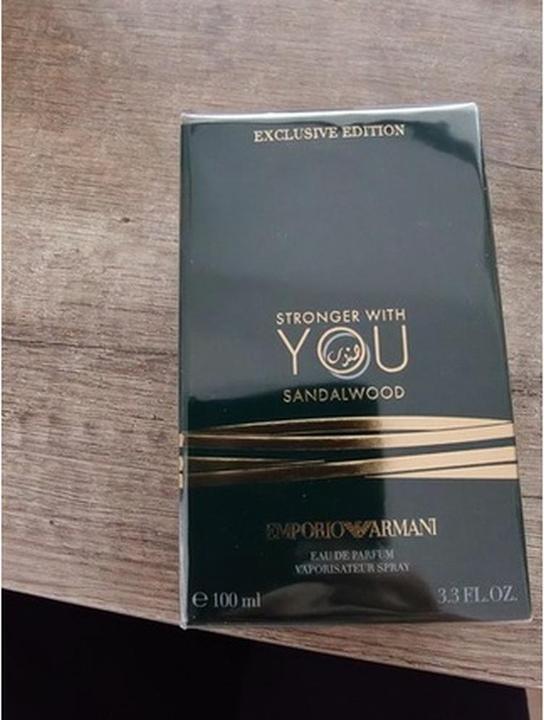 EXCLUSIVE EDITION
STRONGER WITH
YOU
SANDALWOOD
EMPORIO ARMANI
EAU DE PARFUM
VAPORISATEUR SPRAY
℮ 100 ml 3.3 FL.OZ.